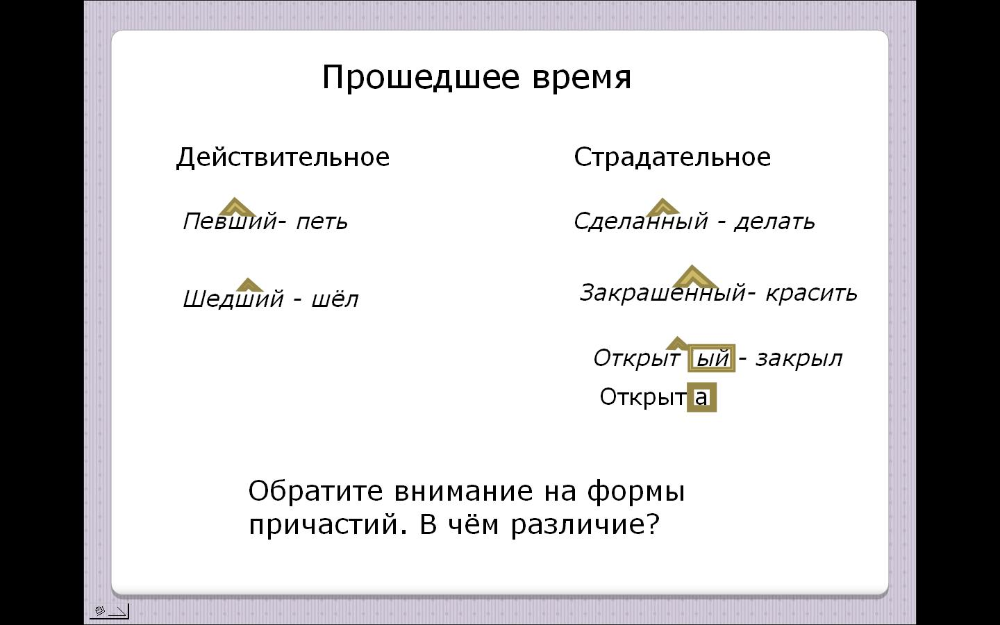 Прошедшее время
Действительное
Страдательное
Певший- петь
Сделанный - делать
Шедший - шёл
Закрашенный- красить
Открыт ый - закрыл
Открыт а
Обратите внимание на формы
причастий. В чём различие?